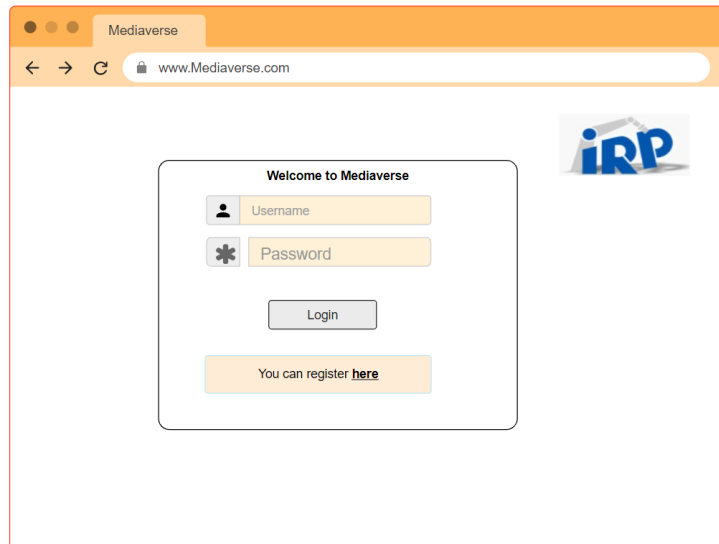 Mediaverse
www.Mediaverse.com
iRP
Welcome to Mediaverse
Username
Password
Login
You can register here